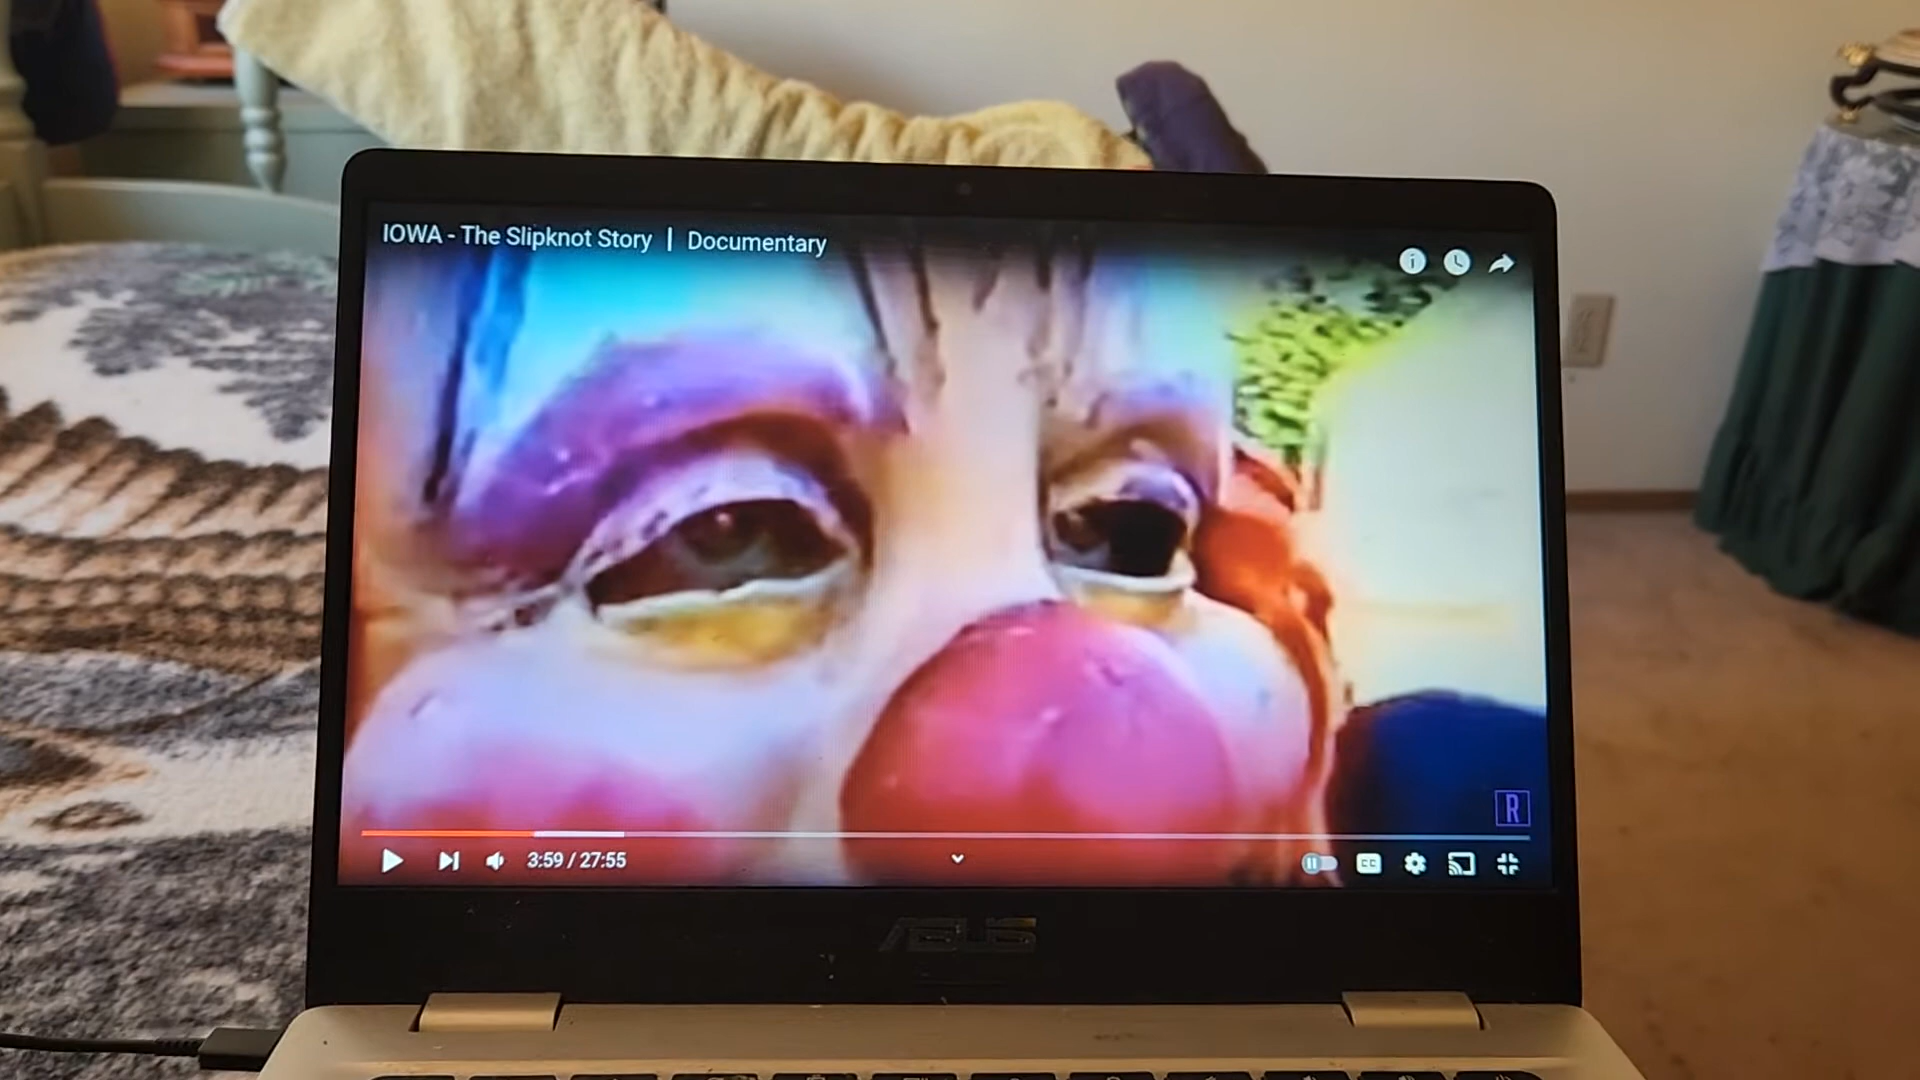 IOWA - The Slipknot Story | Documentary
R
3:59 / 27:55
CC
ASUS